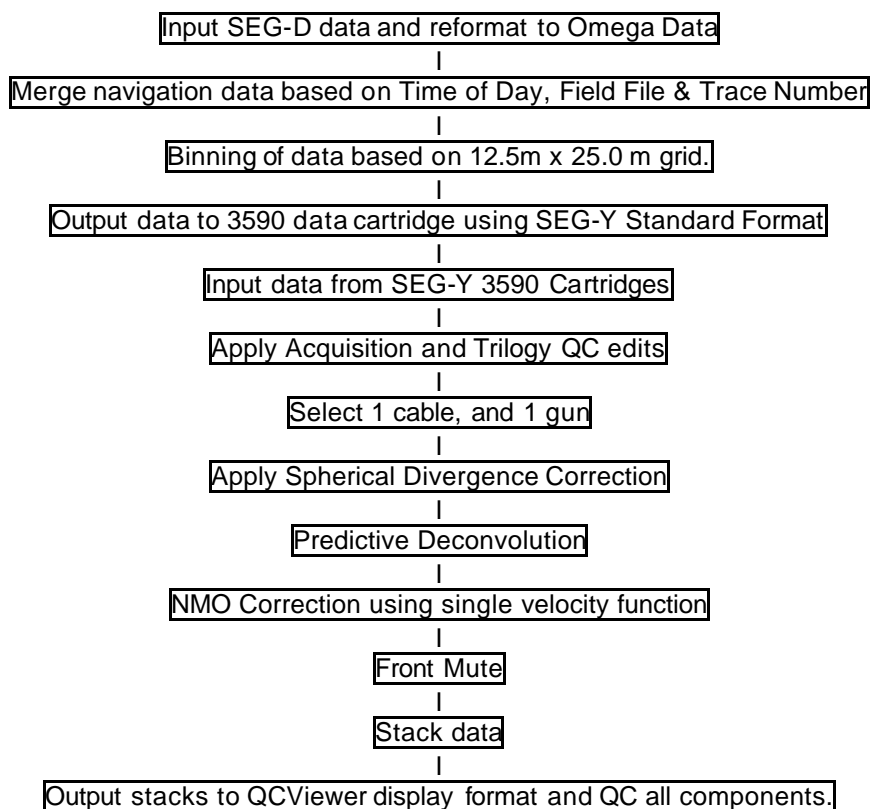 Input SEG-D data and reformat to Omega Data
Merge navigation data based on Time of Day, Field File & Trace Number
Binning of data based on 12.5m x 25.0 m grid.
Output data to 3590 data cartridge using SEG-Y Standard Format
Input data from SEG-Y 3590 Cartridges
Apply Acquisition and Trilogy QC edits
Select 1 cable, and 1 gun
Apply Spherical Divergence Correction
Predictive Deconvolution
NMO Correction using single velocity function
Front Mute
Stack data
Output stacks to QCViewer display format and QC all components.